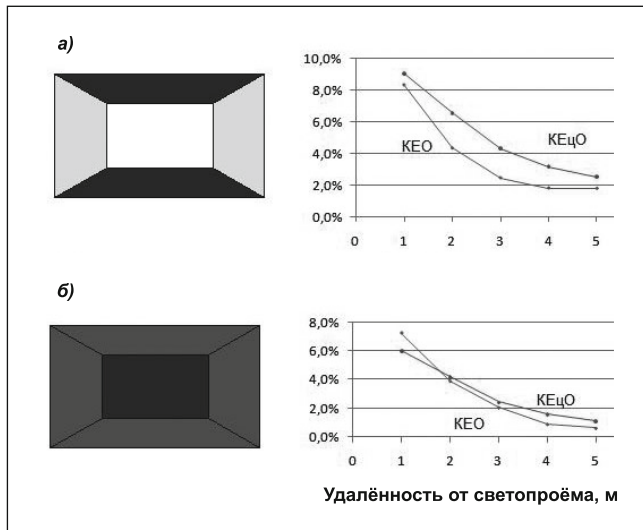 а)
10,0%
8,0%
6,0%
4,0%
2,0%
0,0%
КЕО
КЕцО
0 1 2 3 4 5
б)
8,0%
6,0%
4,0%
2,0%
0,0%
КЕО
КЕцО
0 1 2 3 4 5
Удалённость от светопроёма, м